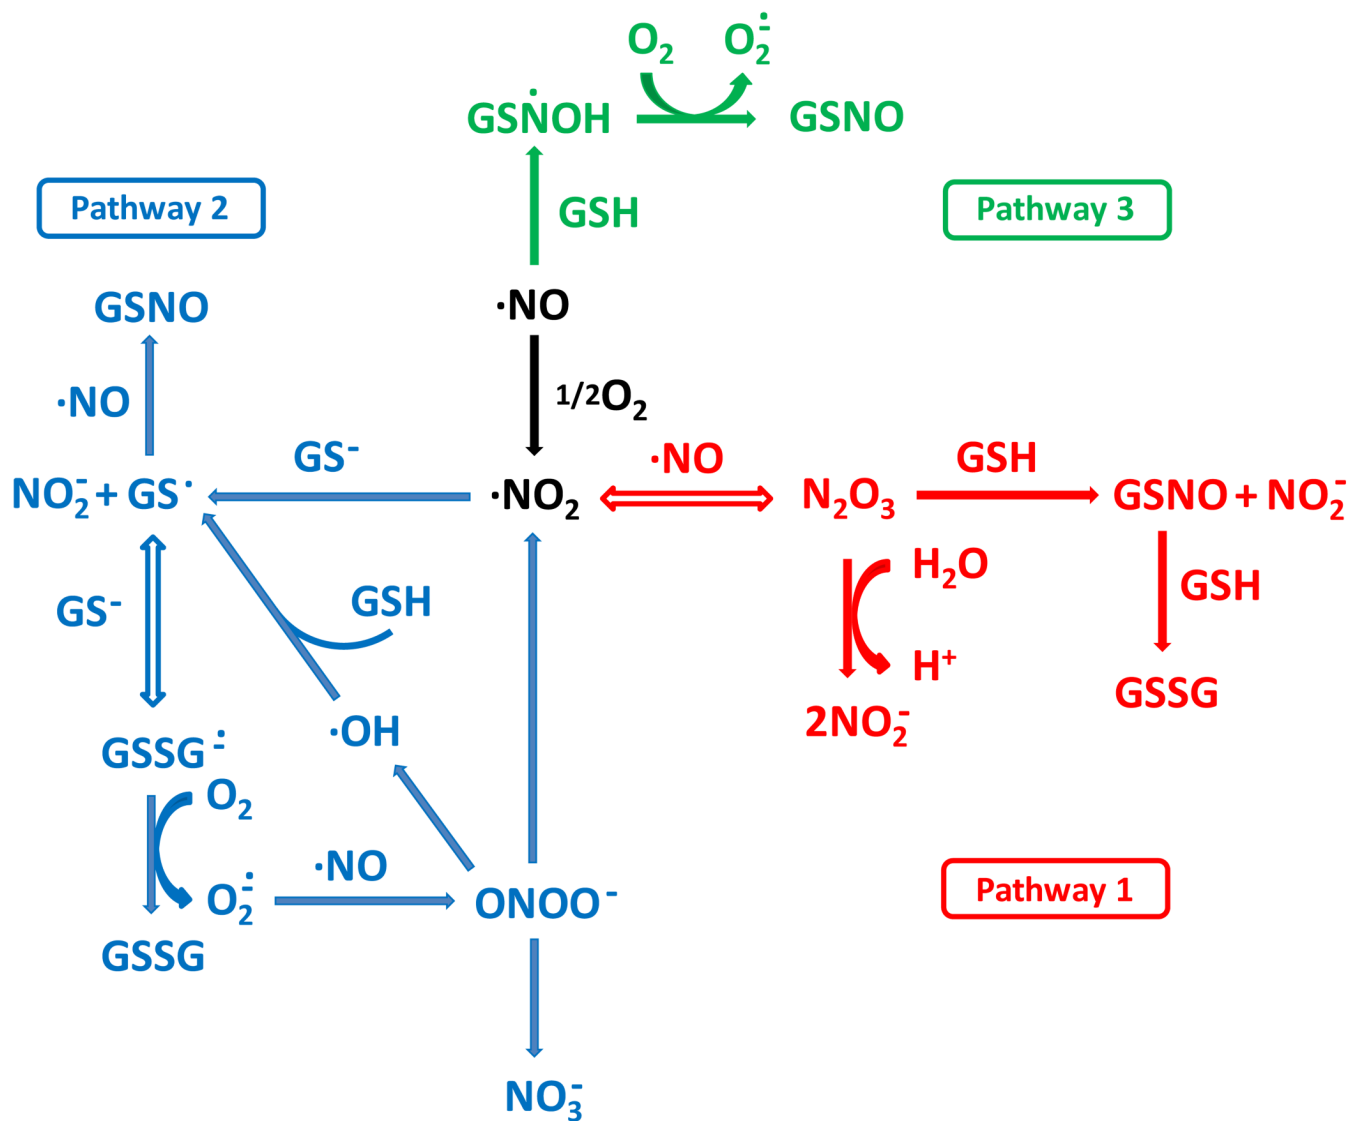 O₂ O₂∸
GSṄOH GSNO
Pathway 2 GSH Pathway 3
GSNO ·NO
·NO 1/2O₂
GS⁻ ·NO GSH
NO₂⁻ + GS· ·NO₂ N₂O₃ GSNO + NO₂⁻
GS⁻ GSH H₂O GSH
H⁺
GSSG∸ ·OH 2NO₂⁻ GSSG
O₂
·NO
O₂∸ ONOO⁻ Pathway 1
GSSG
NO₃⁻